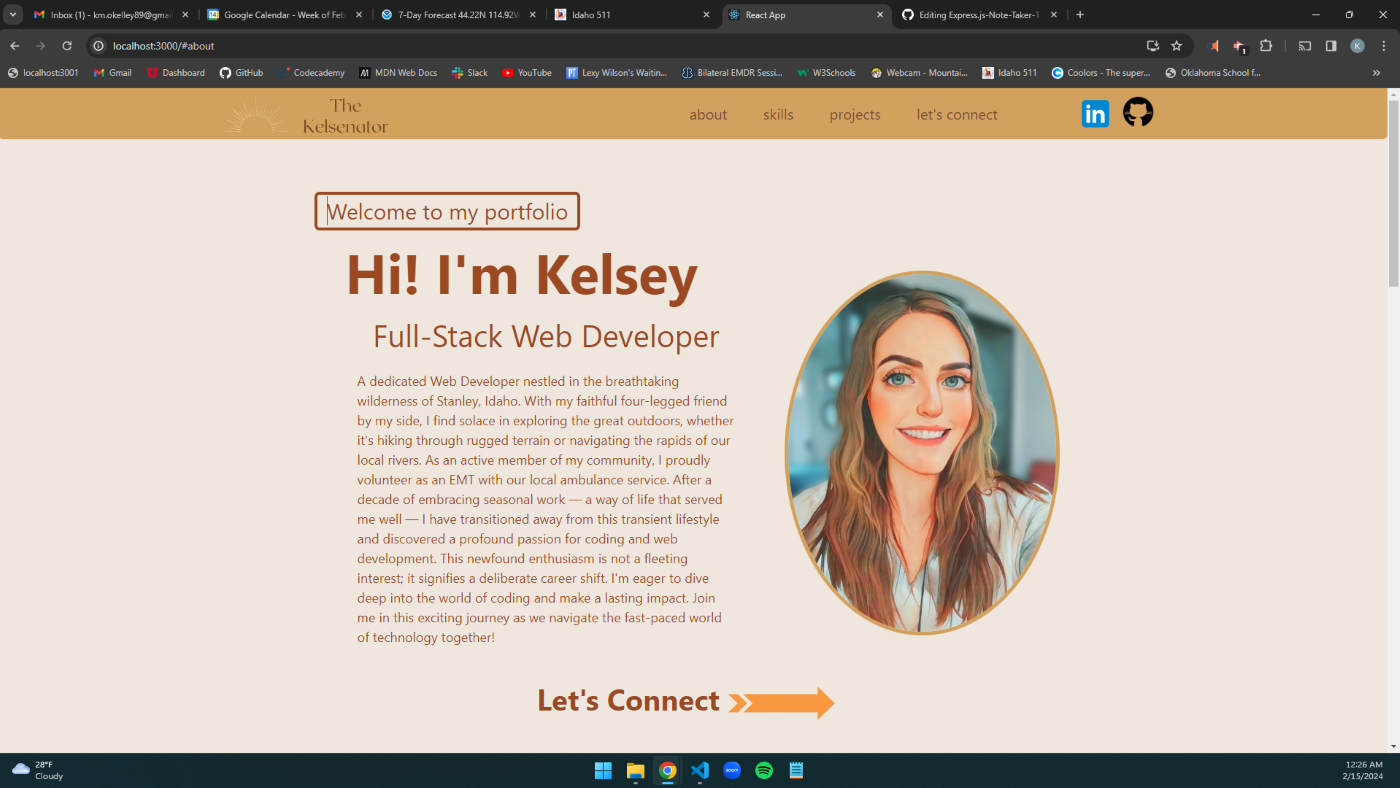 Inbox (1) - km.okelley89@gmai
Google Calendar - Week of Feb
7-Day Forecast 44.22N 114.92W
Idaho 511
React App
Editing Express.js-Note-Taker-1
localhost:3000/#about
localhost:3001
Gmail
Dashboard
GitHub
Codecademy
MDN Web Docs
Slack
YouTube
Lexy Wilson's Waitin...
Bilateral EMDR Sessi...
W3Schools
Webcam - Mountai...
Idaho 511
Coolors - The super...
Oklahoma School f...
The
Kelsenator
about
skills
projects
let's connect
Welcome to my portfolio
Hi! I'm Kelsey
Full-Stack Web Developer
A dedicated Web Developer nestled in the breathtaking
wilderness of Stanley, Idaho. With my faithful four-legged friend
by my side, I find solace in exploring the great outdoors, whether
it's hiking through rugged terrain or navigating the rapids of our
local rivers. As an active member of my community, I proudly
volunteer as an EMT with our local ambulance service. After a
decade of embracing seasonal work — a way of life that served
me well — I have transitioned away from this transient lifestyle
and discovered a profound passion for coding and web
development. This newfound enthusiasm is not a fleeting
interest; it signifies a deliberate career shift. I'm eager to dive
deep into the world of coding and make a lasting impact. Join
me in this exciting journey as we navigate the fast-paced world
of technology together!
Let's Connect
28°F
Cloudy
zoom
12:26 AM
2/15/2024